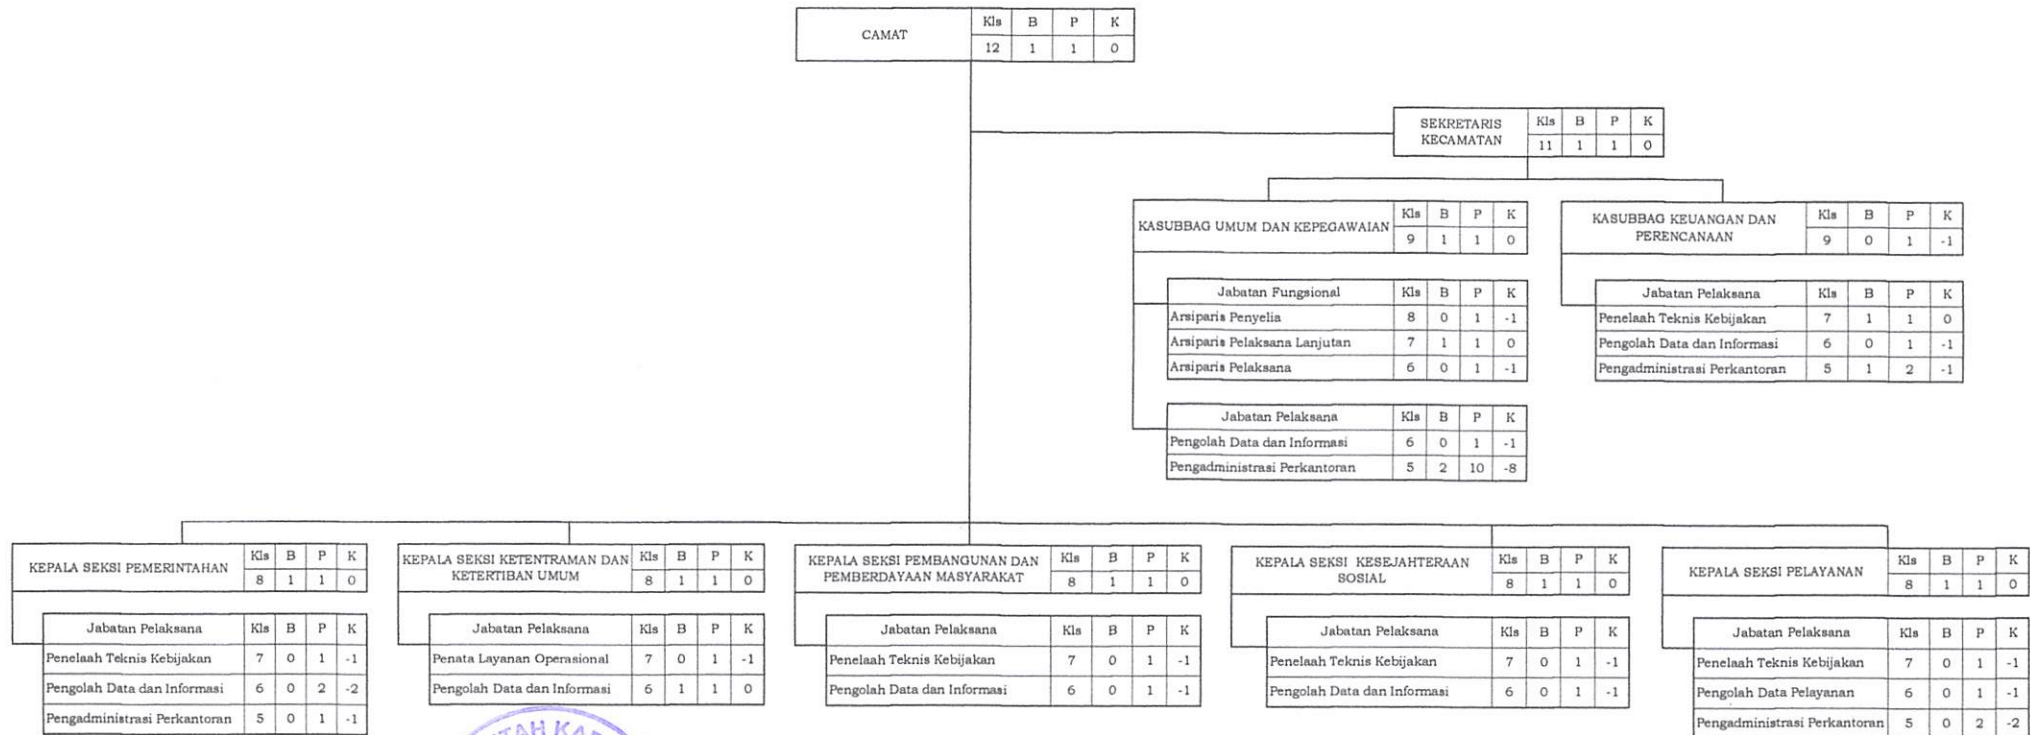 CAMAT Kls B P K
12 1 1 0
SEKRETARIS KECAMATAN Kls B P K
11 1 1 0
KASUBBAG UMUM DAN KEPEGAWAIAN Kls B P K
9 1 1 0
Jabatan Fungsional Kls B P K
Arsiparis Penyelia 8 0 1 -1
Arsiparis Pelaksana Lanjutan 7 1 1 0
Arsiparis Pelaksana 6 0 1 -1
Jabatan Pelaksana Kls B P K
Pengolah Data dan Informasi 6 0 1 -1
Pengadministrasi Perkantoran 5 2 10 -8
KASUBBAG KEUANGAN DAN PERENCANAAN Kls B P K
9 0 1 -1
Jabatan Pelaksana Kls B P K
Penelaah Teknis Kebijakan 7 1 1 0
Pengolah Data dan Informasi 6 0 1 -1
Pengadministrasi Perkantoran 5 1 2 -1
KEPALA SEKSI PEMERINTAHAN Kls B P K
8 1 1 0
Jabatan Pelaksana Kls B P K
Penelaah Teknis Kebijakan 7 0 1 -1
Pengolah Data dan Informasi 6 0 2 -2
Pengadministrasi Perkantoran 5 0 1 -1
KEPALA SEKSI KETENTRAMAN DAN KETERTIBAN UMUM Kls B P K
8 1 1 0
Jabatan Pelaksana Kls B P K
Penata Layanan Operasional 7 0 1 -1
Pengolah Data dan Informasi 6 1 1 0
KEPALA SEKSI PEMBANGUNAN DAN PEMBERDAYAAN MASYARAKAT Kls B P K
8 1 1 0
Jabatan Pelaksana Kls B P K
Penelaah Teknis Kebijakan 7 0 1 -1
Pengolah Data dan Informasi 6 0 1 -1
KEPALA SEKSI KESEJAHTERAAN SOSIAL Kls B P K
8 1 1 0
Jabatan Pelaksana Kls B P K
Penelaah Teknis Kebijakan 7 0 1 -1
Pengolah Data dan Informasi 6 0 1 -1
KEPALA SEKSI PELAYANAN Kls B P K
8 1 1 0
Jabatan Pelaksana Kls B P K
Penelaah Teknis Kebijakan 7 0 1 -1
Pengolah Data Pelayanan 6 0 1 -1
Pengadministrasi Perkantoran 5 0 2 -2